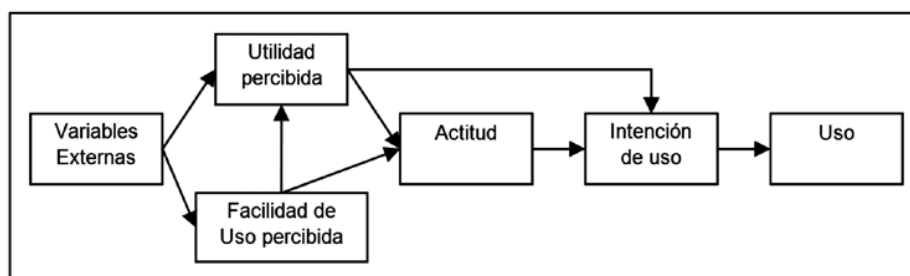 Utilidad
percibida
Variables
Externas
Facilidad de
Uso percibida
Actitud
Intención
de uso
Uso